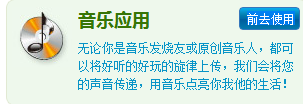 音乐应用
前去使用
无论你是音乐发烧友或原创音乐人，都可
以将好听的好玩的旋律上传，我们会将您
的声音传递，用音乐点亮你我他的生活！